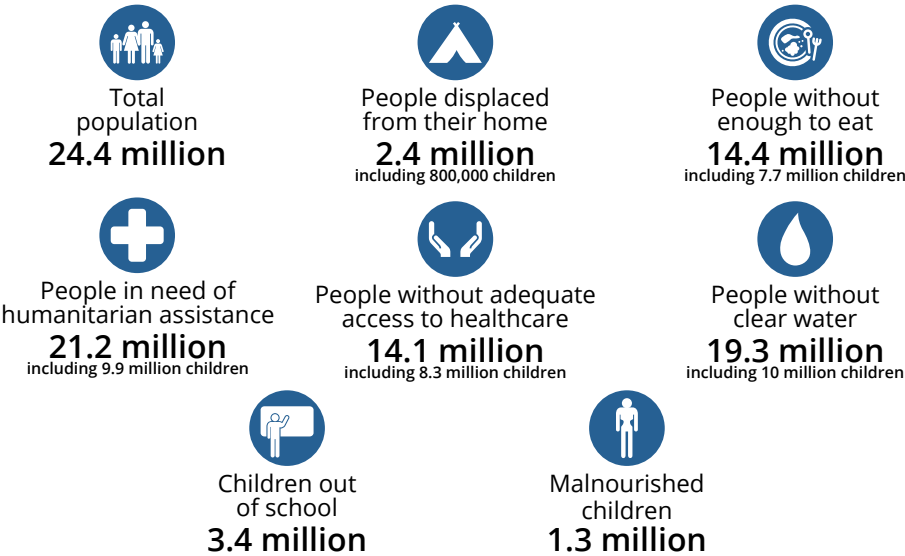 Total
population
24.4 million
People displaced
from their home
2.4 million
including 800,000 children
People without
enough to eat
14.4 million
including 7.7 million children
People in need of
humanitarian assistance
21.2 million
including 9.9 million children
People without adequate
access to healthcare
14.1 million
including 8.3 million children
People without
clear water
19.3 million
including 10 million children
Children out
of school
3.4 million
Malnourished
children
1.3 million